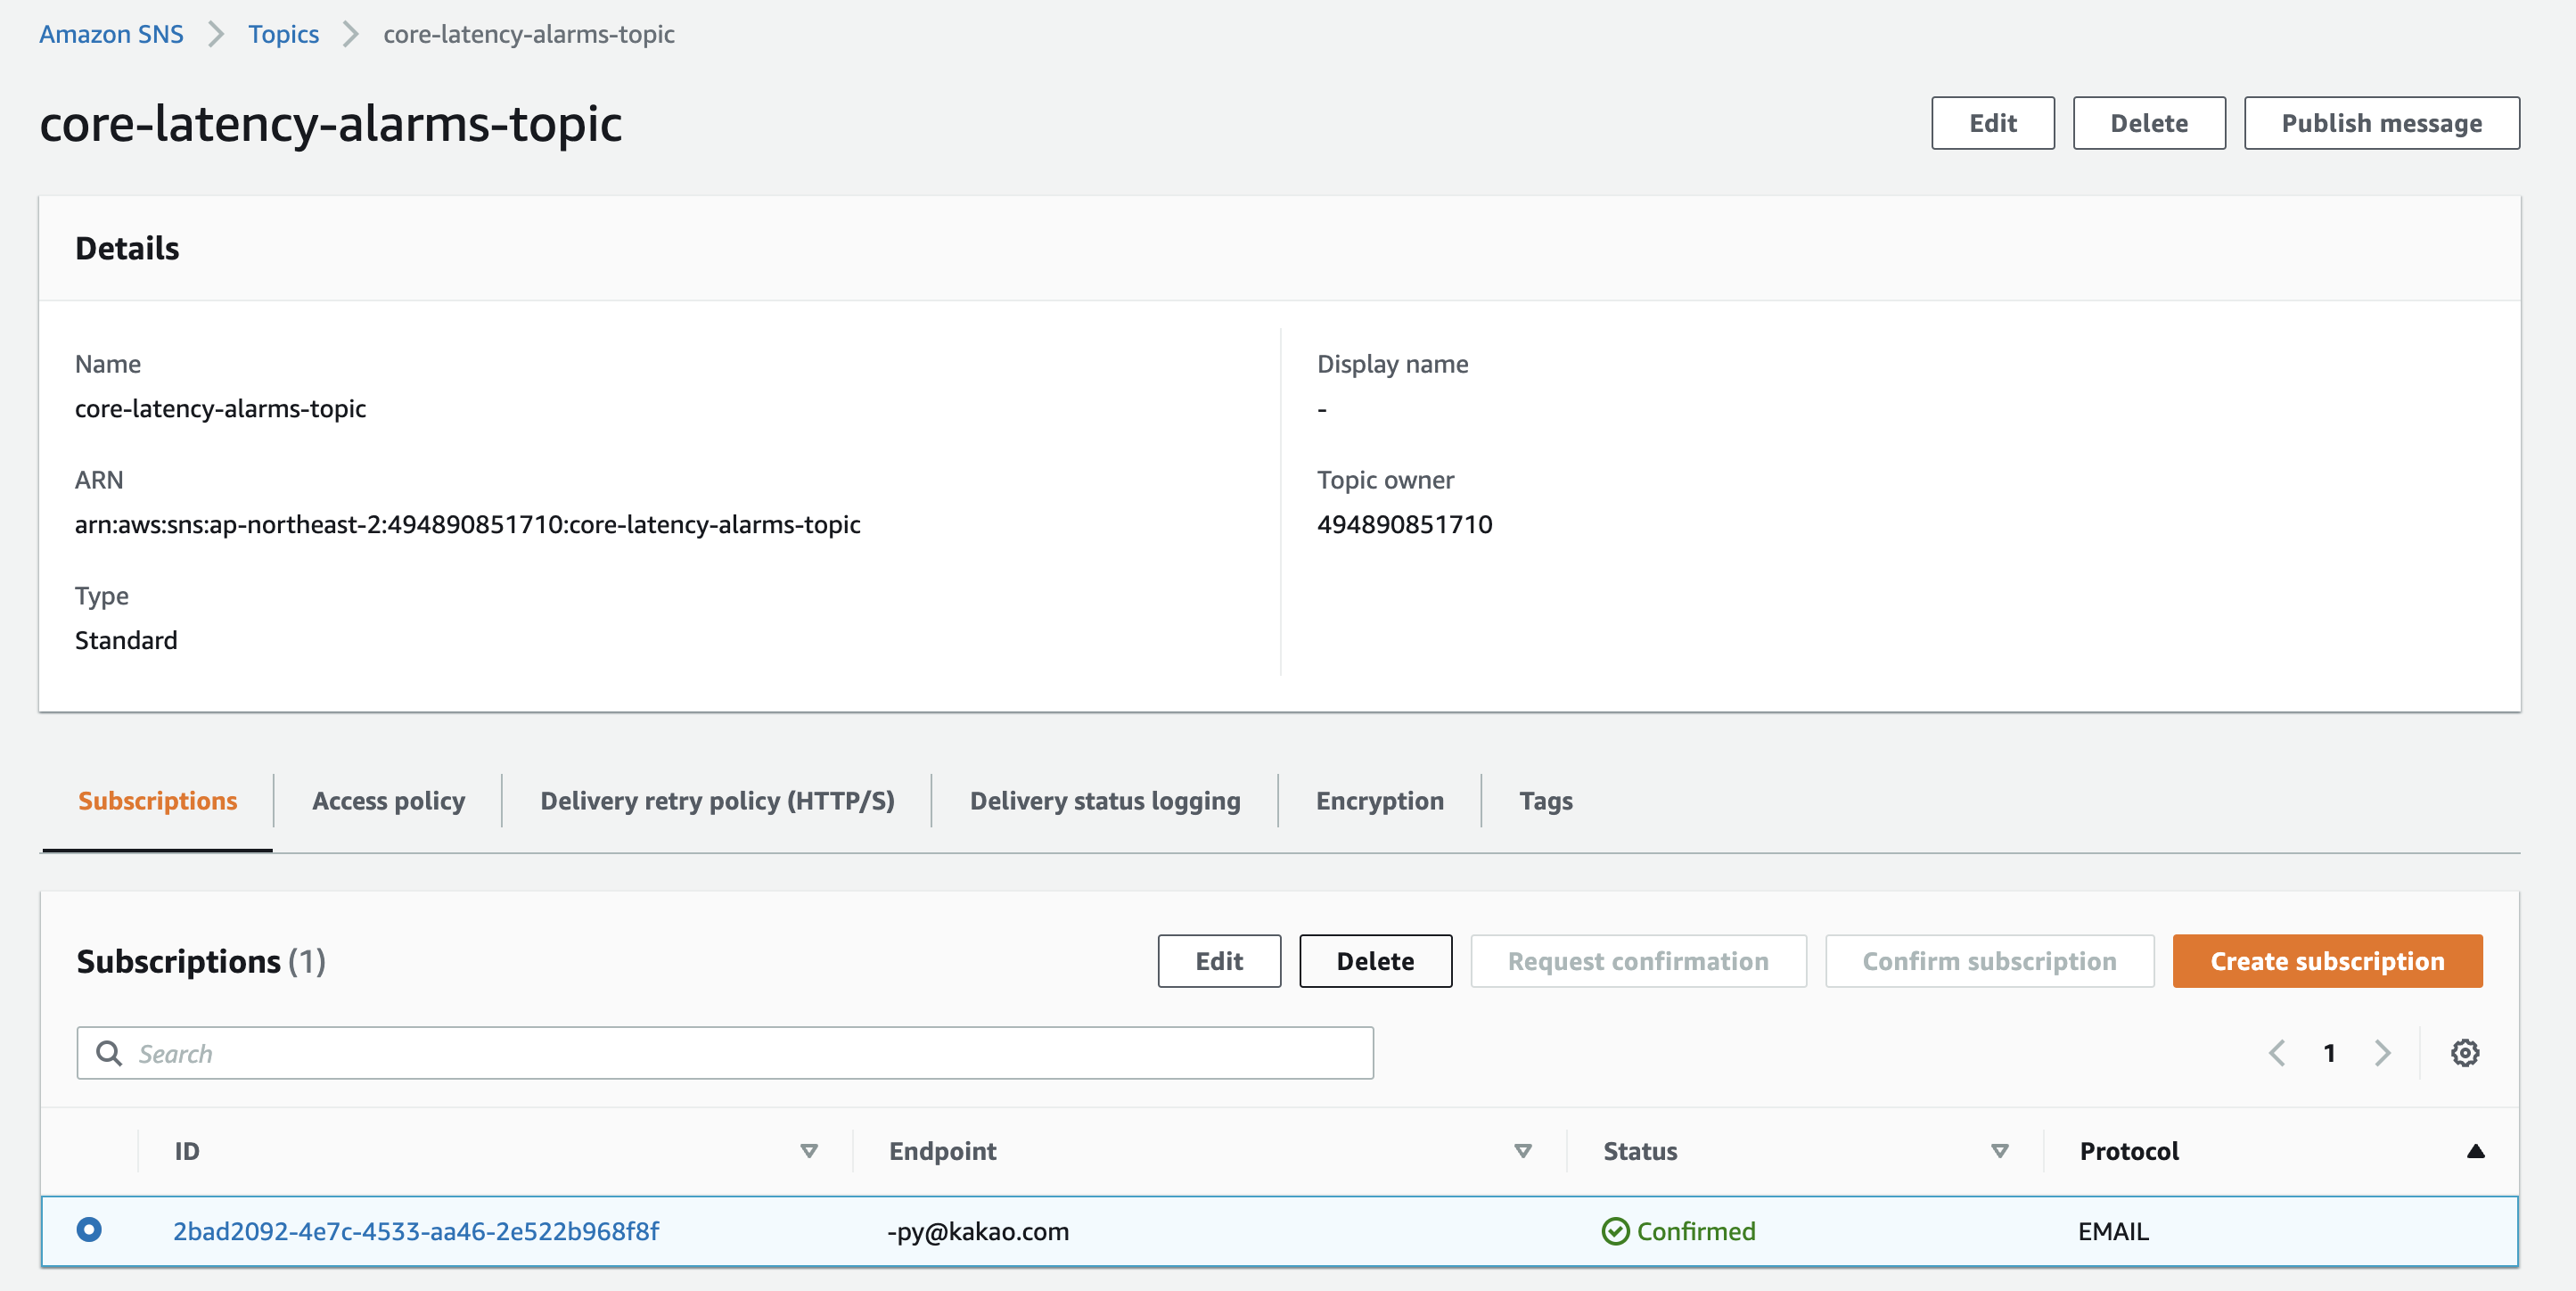 Amazon SNS > Topics > core-latency-alarms-topic
core-latency-alarms-topic
Edit Delete Publish message
Details
Name Display name
core-latency-alarms-topic -
ARN Topic owner
arn:aws:sns:ap-northeast-2:494890851710:core-latency-alarms-topic 494890851710
Type
Standard
Subscriptions Access policy Delivery retry policy (HTTP/S) Delivery status logging Encryption Tags
Subscriptions (1) Edit Delete Request confirmation Confirm subscription Create subscription
Search 1
ID Endpoint Status Protocol
2bad2092-4e7c-4533-aa46-2e522b968f8f -py@kakao.com Confirmed EMAIL